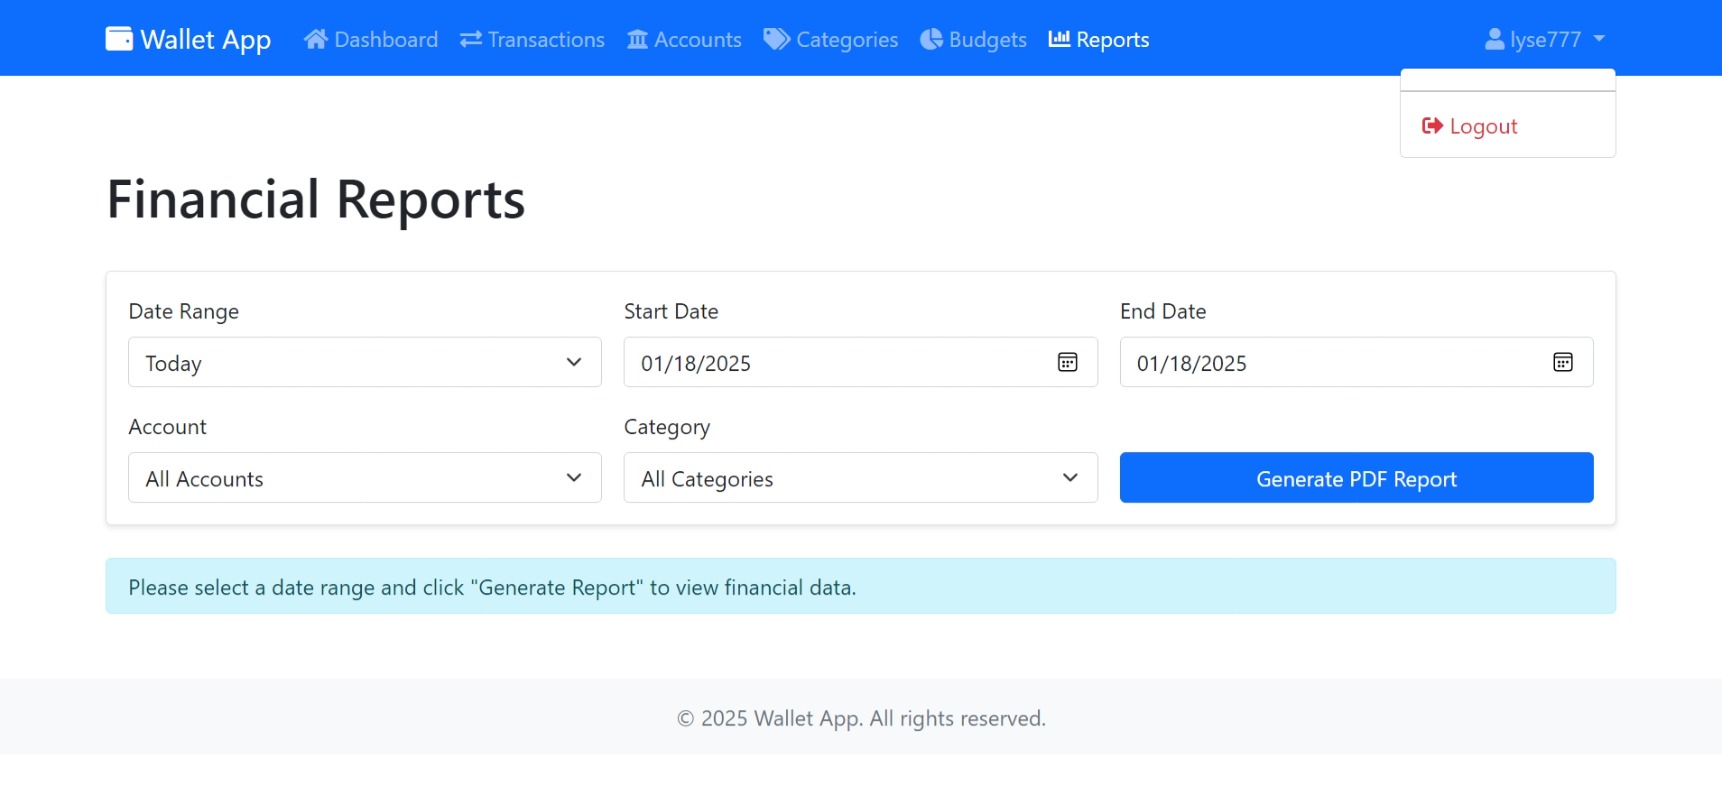 Wallet App Dashboard Transactions Accounts Categories Budgets Reports lyse777
Logout
Financial Reports
Date Range Start Date End Date
Today 01/18/2025 01/18/2025
Account Category
All Accounts All Categories Generate PDF Report
Please select a date range and click "Generate Report" to view financial data.
© 2025 Wallet App. All rights reserved.